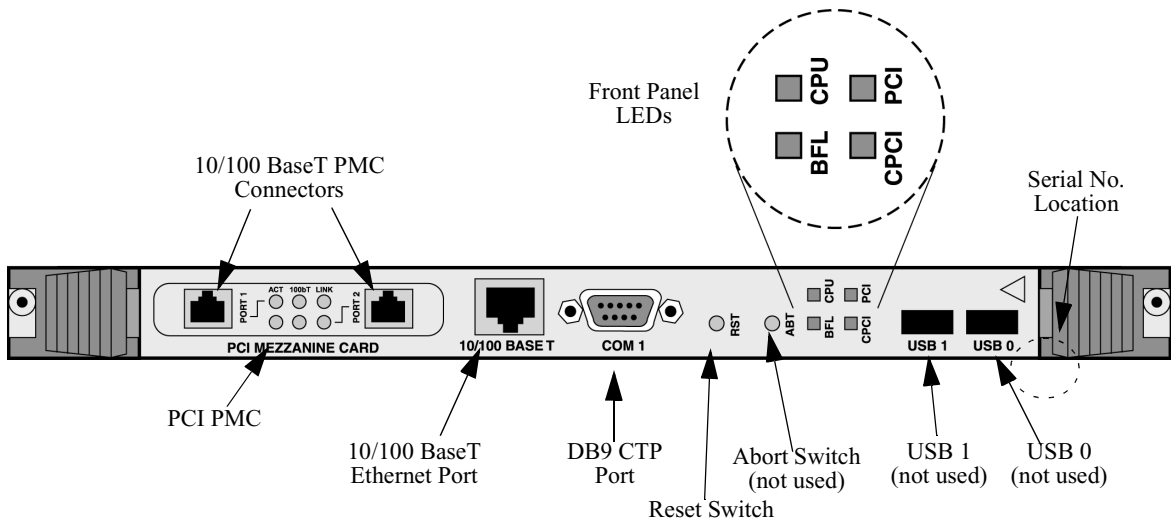 CPU
PCI
BFL
CPCI
Front Panel
LEDs
10/100 BaseT PMC
Connectors
Serial No.
Location
PORT 1
ACT
100bT
LINK
PORT 2
PCI MEZZANINE CARD
10/100 BASE T
COM 1
RST
ABT
CPU
PCI
BFL
CPCI
USB 1
USB 0
PCI PMC
10/100 BaseT
Ethernet Port
DB9 CTP
Port
Reset Switch
Abort Switch
(not used)
USB 1
(not used)
USB 0
(not used)